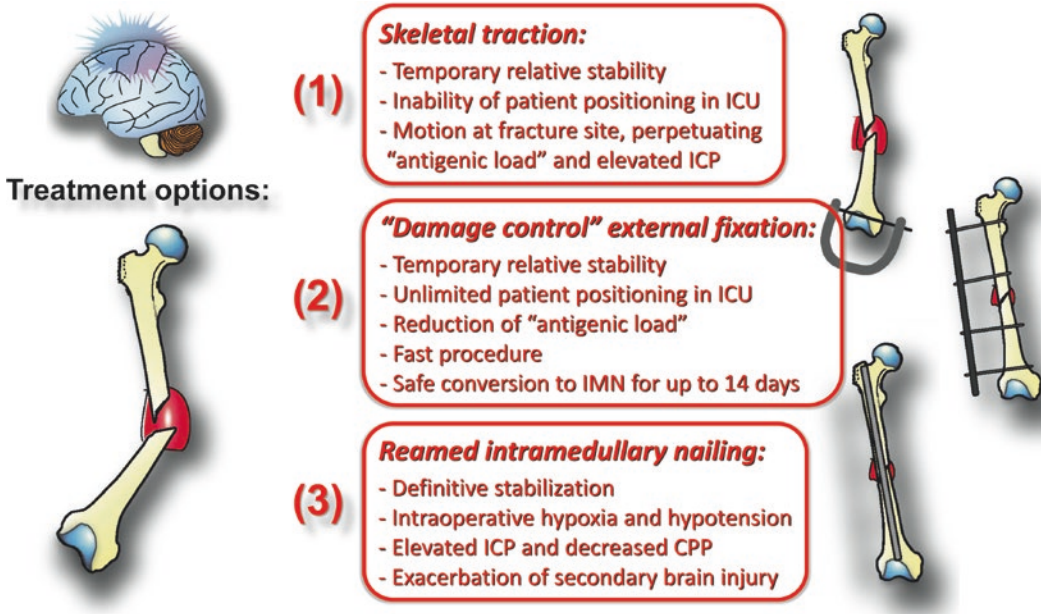 Treatment options:
(1)
Skeletal traction:
- Temporary relative stability
- Inability of patient positioning in ICU
- Motion at fracture site, perpetuating
“antigenic load” and elevated ICP
(2)
“Damage control” external fixation:
- Temporary relative stability
- Unlimited patient positioning in ICU
- Reduction of “antigenic load”
- Fast procedure
- Safe conversion to IMN for up to 14 days
(3)
Reamed intramedullary nailing:
- Definitive stabilization
- Intraoperative hypoxia and hypotension
- Elevated ICP and decreased CPP
- Exacerbation of secondary brain injury